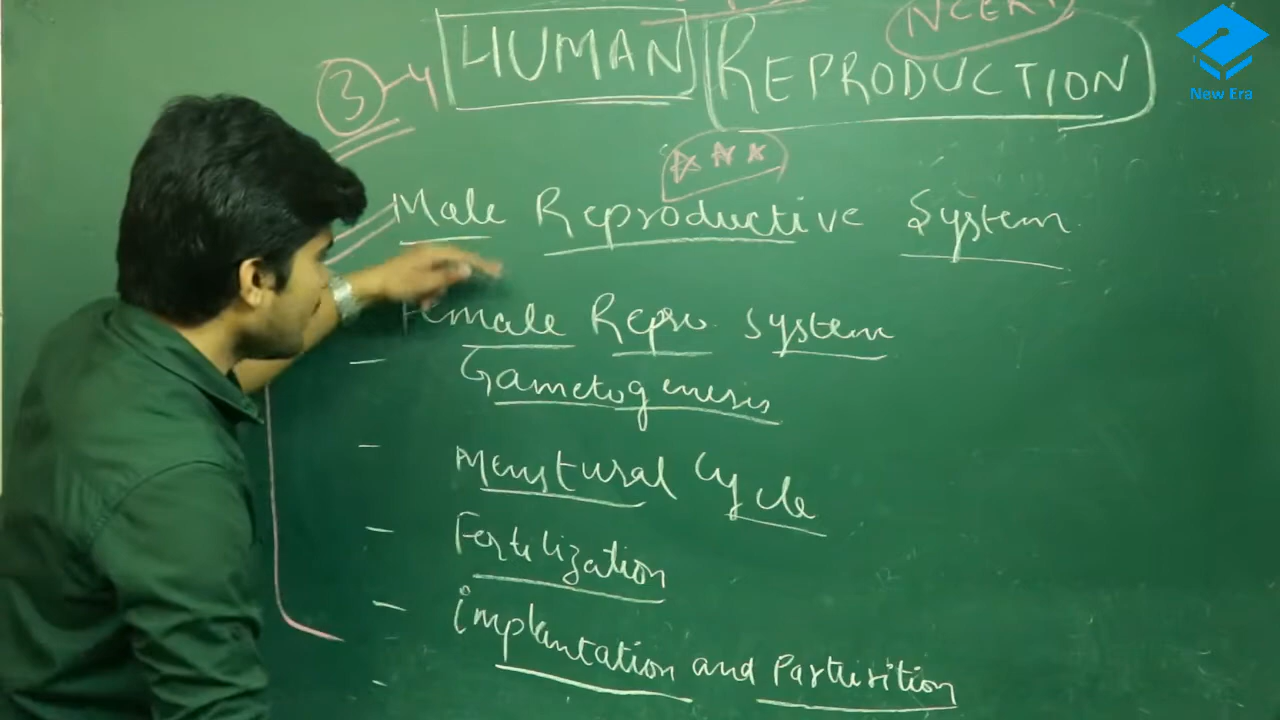 NCERT
HUMAN REPRODUCTION
3-4
Male Reproductive System
Female Repro. System
- Gametogenesis
- Menstural Cycle
- Fertilization
- implantation and Parturition
-
New Era